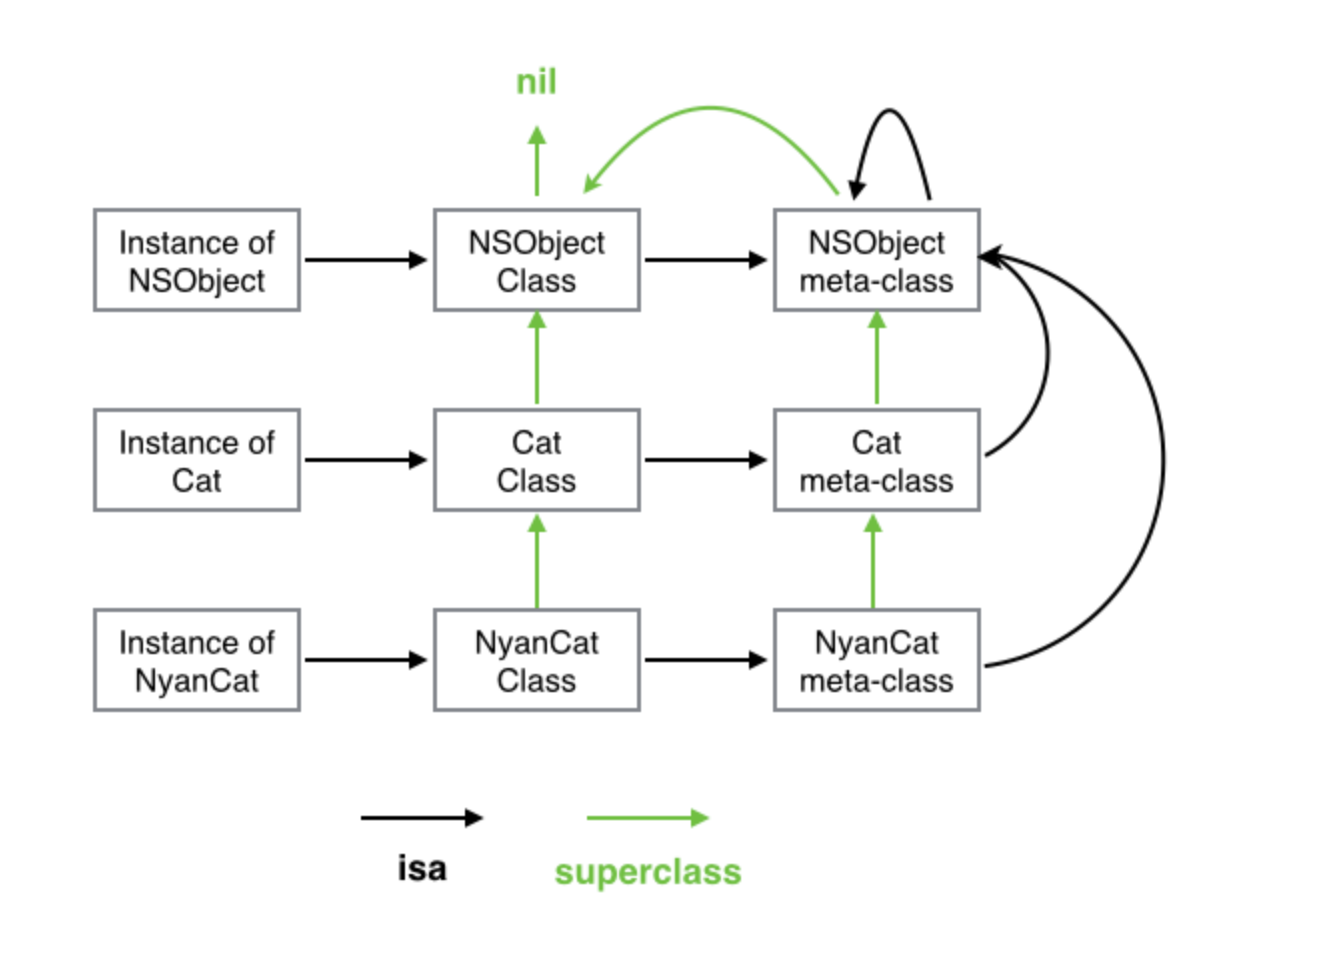 nil
Instance of
NSObject
NSObject
Class
NSObject
meta-class
Instance of
Cat
Cat
Class
Cat
meta-class
Instance of
NyanCat
NyanCat
Class
NyanCat
meta-class
isa
superclass